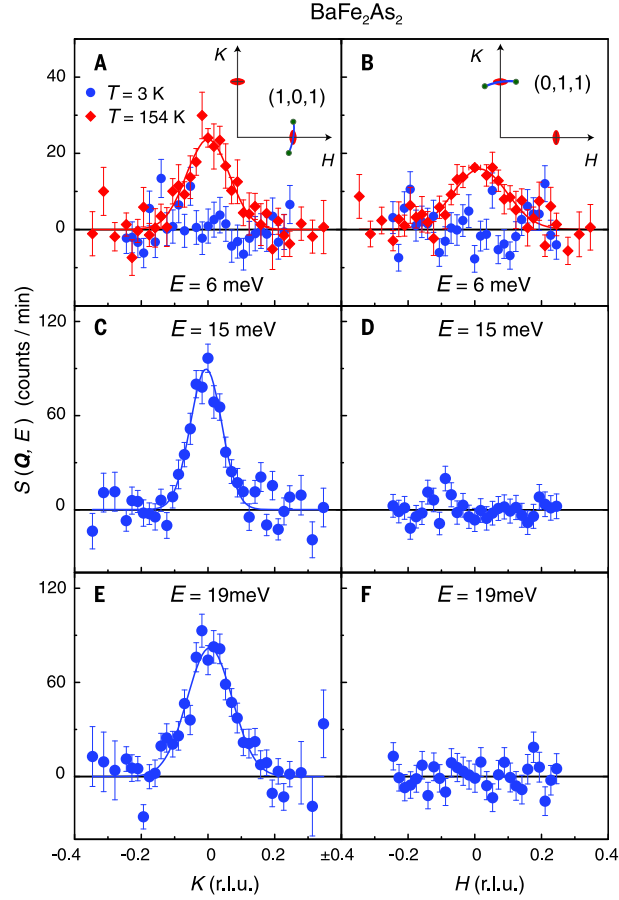 BaFe₂As₂
A
T = 3 K
T = 154 K
K
(1,0,1)
H
E = 6 meV
B
K
(0,1,1)
H
E = 6 meV
40
20
0
C
E = 15 meV
D
E = 15 meV
120
60
0
E
E = 19meV
F
E = 19meV
120
60
0
S (Q, E) (counts / min)
-0.4
-0.2
0
0.2
±0.4
-0.2
0
0.2
0.4
K (r.l.u.)
H (r.l.u.)